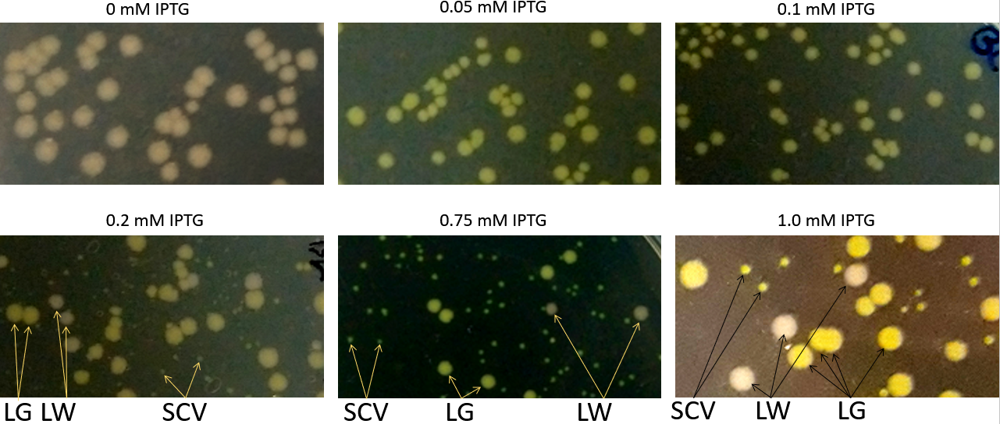 0 mM IPTG
0.05 mM IPTG
0.1 mM IPTG
0.2 mM IPTG
0.75 mM IPTG
1.0 mM IPTG
LG LW SCV
SCV LG LW
SCV LW LG